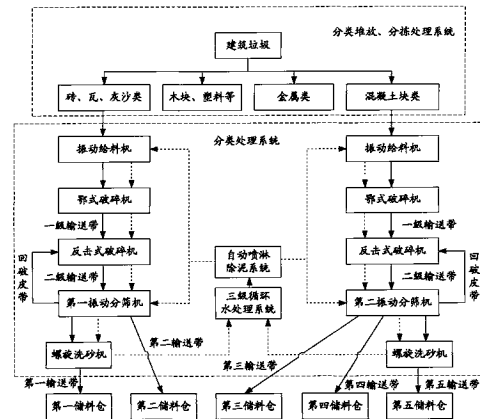 分类堆放、分拣处理系统
建筑垃圾
砖、瓦、灰沙类
木块、塑料等
金属类
混凝土块类
分类处理系统
振动给料机
振动给料机
鄂式破碎机
鄂式破碎机
一级输送带
一级输送带
反击式破碎机
反击式破碎机
回破皮带
自动喷淋
除泥系统
回破皮带
二级输送带
二级输送带
第一振动分筛机
三级循环
水处理系统
第二振动分筛机
第二输送带
螺旋洗砂机
第三输送带
螺旋洗砂机
第一输送带
第四输送带
第五输送带
第一储料仓
第二储料仓
第三储料仓
第四储料仓
第五储料仓